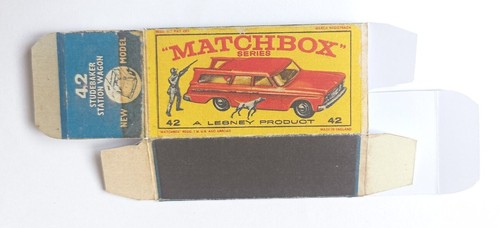 42
STUDEBAKER
STATION WAGON
NEW MODEL
"MATCHBOX"
SERIES
42 A LESNEY PRODUCT 42
MADE IN ENGLAND